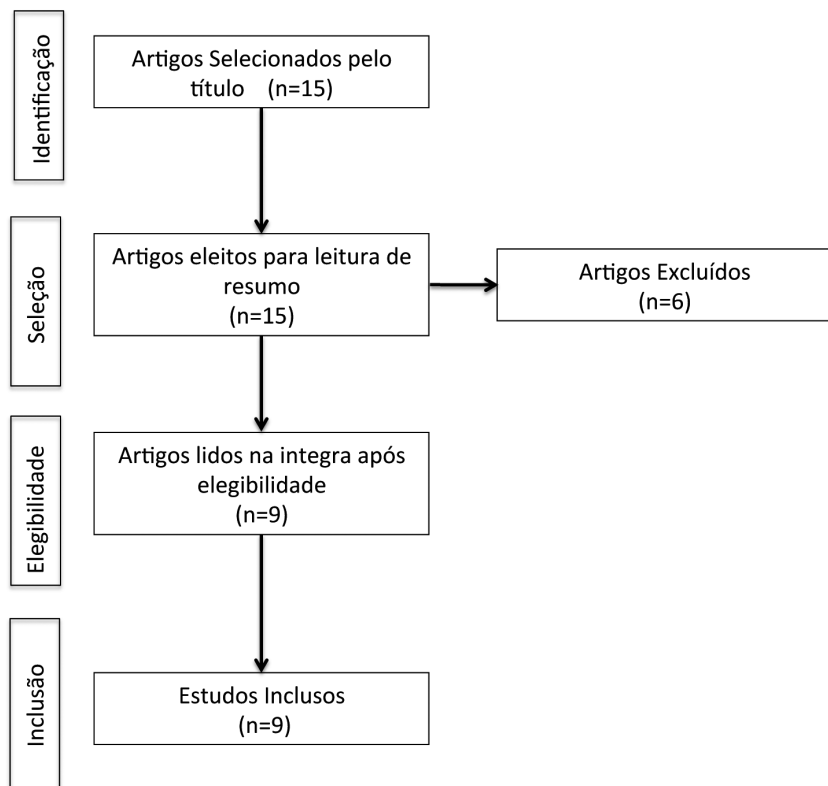 Identificação
Artigos Selecionados pelo
título (n=15)
Seleção
Artigos eleitos para leitura de
resumo
(n=15)
Artigos Excluídos
(n=6)
Elegibilidade
Artigos lidos na integra após
elegibilidade
(n=9)
Inclusão
Estudos Inclusos
(n=9)